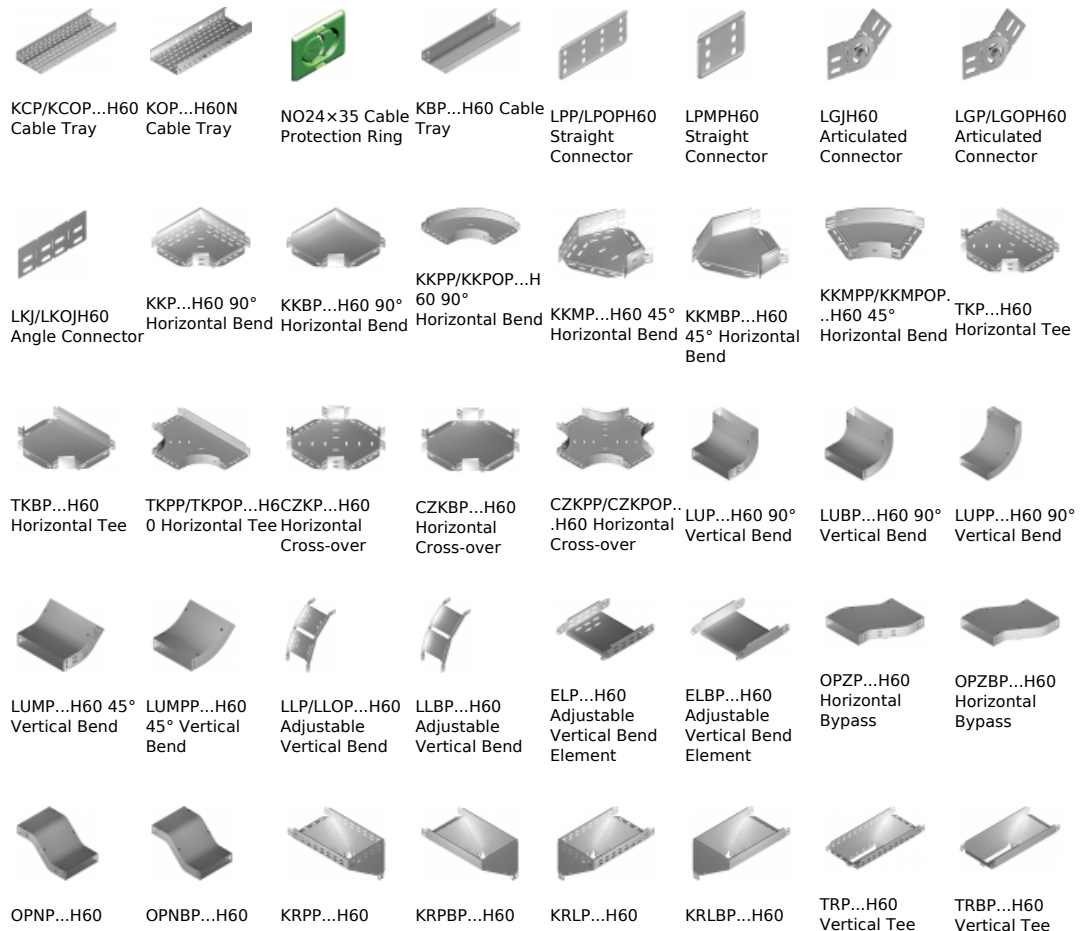 KCP/KCOP...H60
Cable Tray
KOP...H60N
Cable Tray
NO24×35 Cable
Protection Ring
KBP...H60 Cable
Tray
LPP/LPOPH60
Straight
Connector
LPMPH60
Straight
Connector
LGJH60
Articulated
Connector
LGP/LGOPH60
Articulated
Connector
LKJ/LKOJH60
Angle Connector
KKP...H60 90°
Horizontal Bend
KKBP...H60 90°
Horizontal Bend
KKPP/KKPOP...H
60 90°
Horizontal Bend
KKMP...H60 45°
Horizontal Bend
KKMBP...H60
45° Horizontal
Bend
KKMPP/KKMPOP.
..H60 45°
Horizontal Bend
TKP...H60
Horizontal Tee
TKBP...H60
Horizontal Tee
TKPP/TKPOP...H6
0 Horizontal Tee
CZKP...H60
Horizontal
Cross-over
CZKBP...H60
Horizontal
Cross-over
CZKPP/CZKPOP..
.H60 Horizontal
Cross-over
LUP...H60 90°
Vertical Bend
LUBP...H60 90°
Vertical Bend
LUPP...H60 90°
Vertical Bend
LUMP...H60 45°
Vertical Bend
LUMPP...H60
45° Vertical
Bend
LLP/LLOP...H60
Adjustable
Vertical Bend
LLBP...H60
Adjustable
Vertical Bend
ELP...H60
Adjustable
Vertical Bend
Element
ELBP...H60
Adjustable
Vertical Bend
Element
OPZP...H60
Horizontal
Bypass
OPZBP...H60
Horizontal
Bypass
OPNP...H60
OPNBP...H60
KRPP...H60
KRPBP...H60
KRLP...H60
KRLBP...H60
TRP...H60
Vertical Tee
TRBP...H60
Vertical Tee